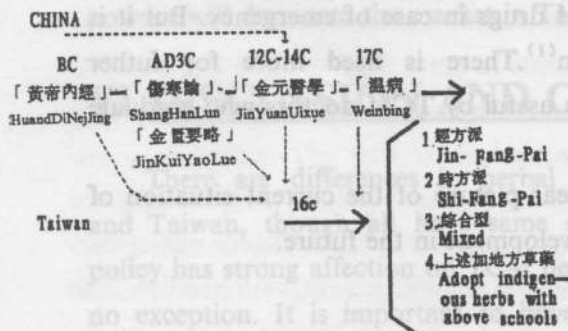 CHINA
BC AD3C 12C-14C 17C
「黃帝內經」 「傷寒論」 「金元醫學」 「溫病」
HuandDiNejJing ShangHanLun JinYuanUixue Weinbing
「金匱要略」
JinKuiYaoLue
16c
Taiwan
1.經方派
Jin- pang-Pai
2.時方派
Shi-Fang-Pai
3.綜合型
Mixed
4.上述加地方草藥
Adopt indigen-
ous herbs with
above schools